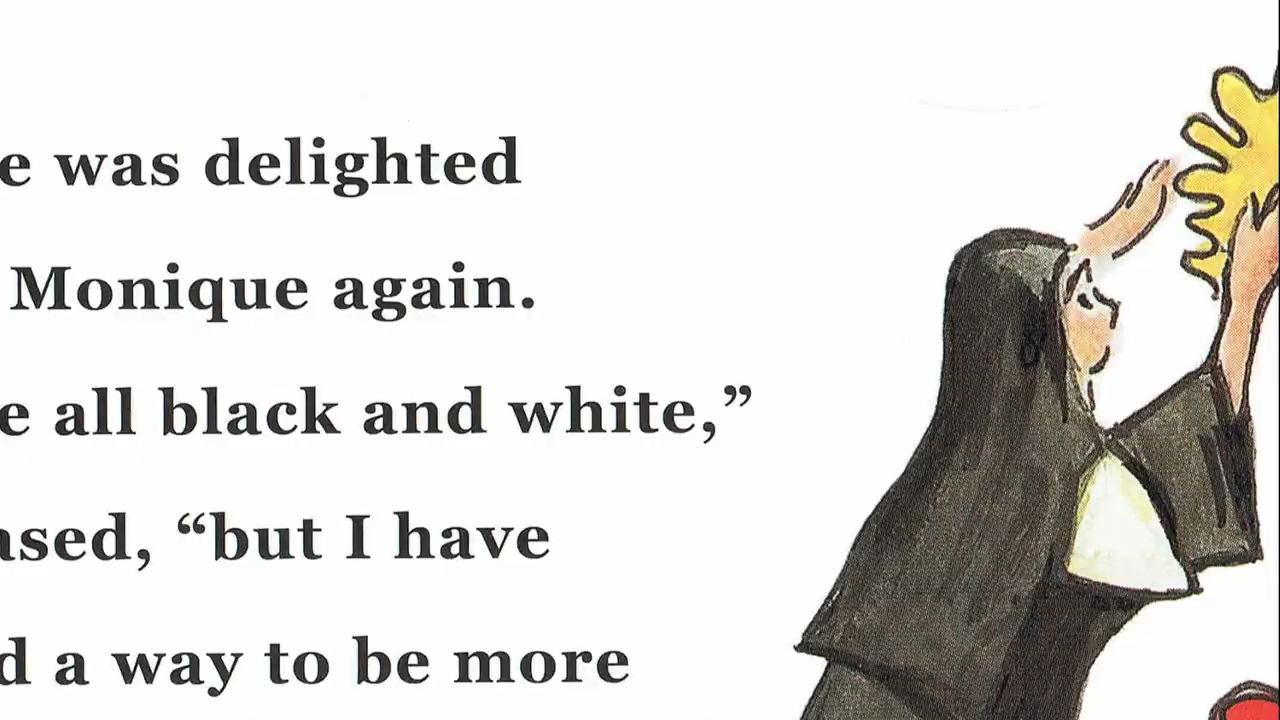 e was delighted
Monique again.
e all black and white,”
ased, “but I have
d a way to be more